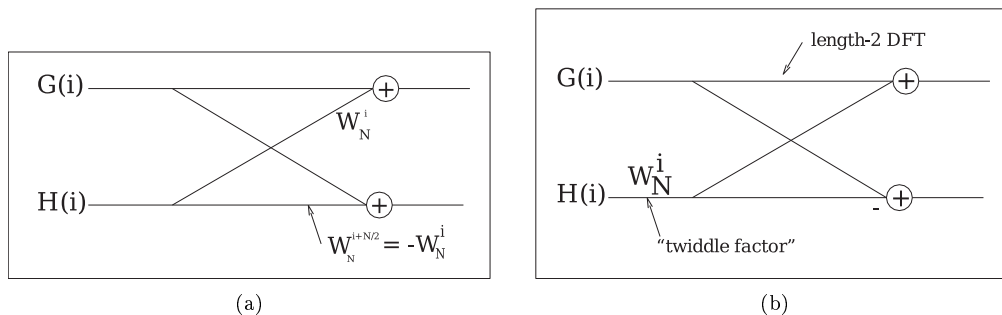 G(i)
+
W_N^i
H(i)
+
W_N^{i+N/2} = -W_N^i
(a)
length-2 DFT
G(i)
+
W_N^i
H(i)
- +
“twiddle factor”
(b)